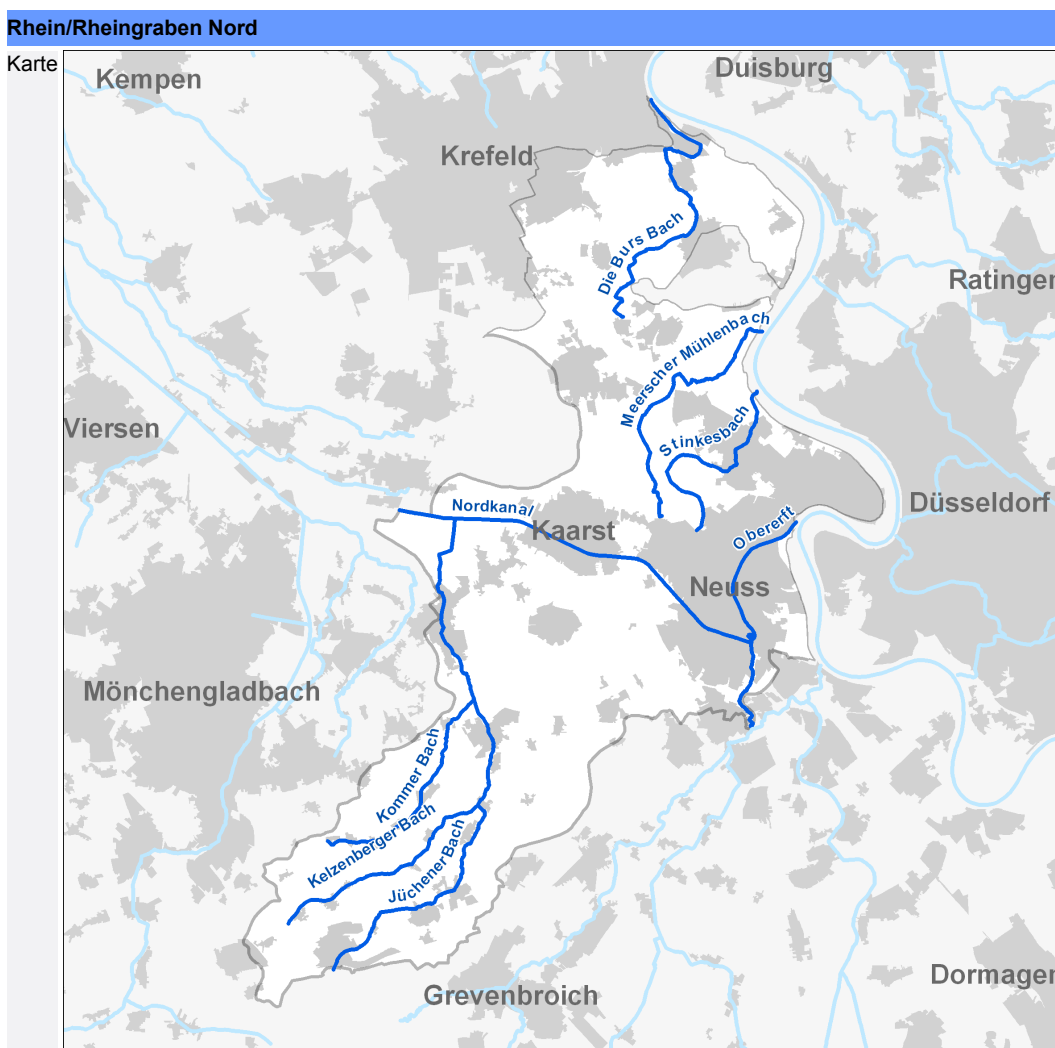 Rhein/Rheingraben Nord
Karte
Kempen
Duisburg
Krefeld
Die Burs Bach
Ratingen
Meerscher Mühlenbach
Viersen
Stinkesbach
Nordkanal
Kaarst
Düsseldorf
Obererft
Neuss
Mönchengladbach
Kommer Bach
Kelzenberger Bach
Jüchener Bach
Grevenbroich
Dormagen